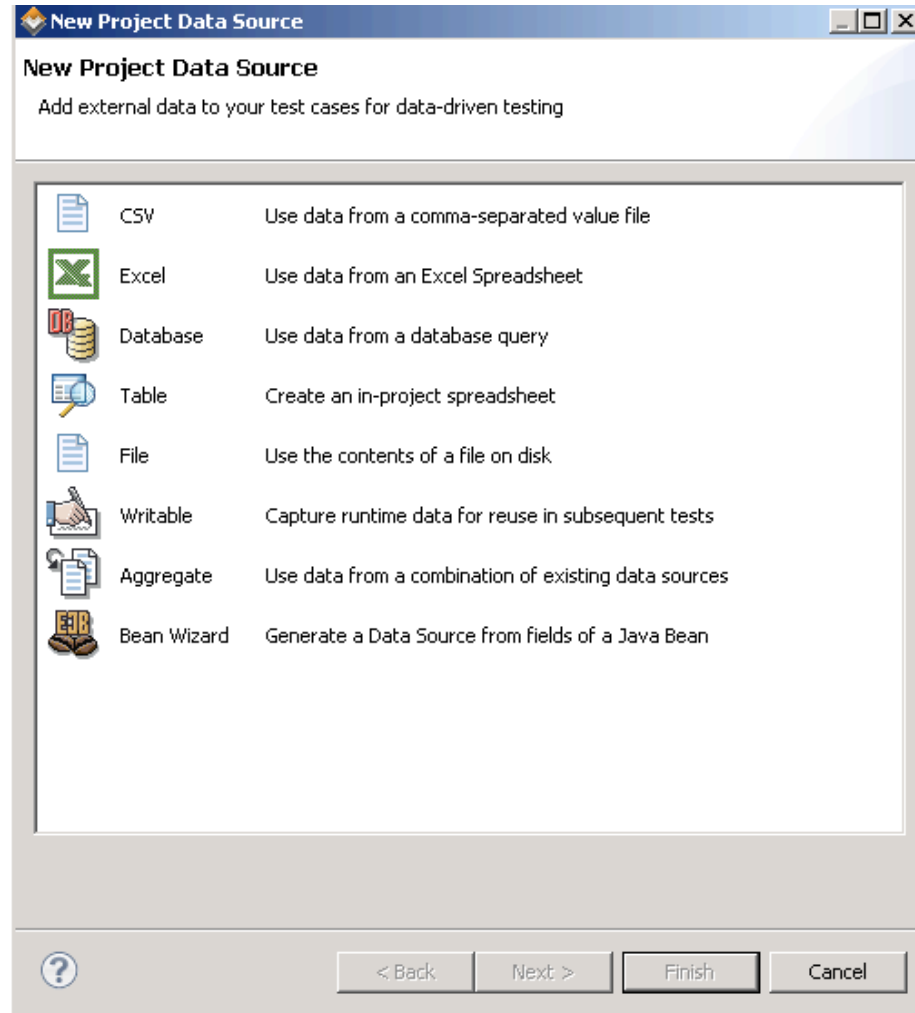 New Project Data Source
New Project Data Source
Add external data to your test cases for data-driven testing
CSV Use data from a comma-separated value file
Excel Use data from an Excel Spreadsheet
DB
Database Use data from a database query
Table Create an in-project spreadsheet
File Use the contents of a file on disk
Writable Capture runtime data for reuse in subsequent tests
Aggregate Use data from a combination of existing data sources
EJB
Bean Wizard Generate a Data Source from fields of a Java Bean
? < Back Next > Finish Cancel